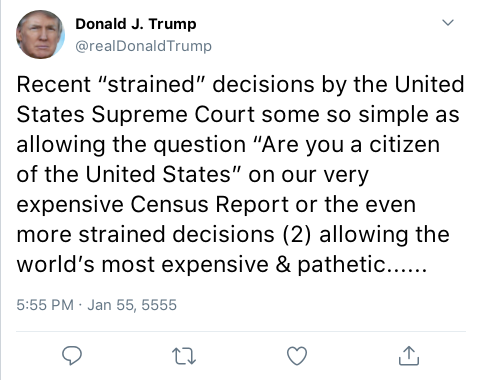 Donald J. Trump
@realDonaldTrump
Recent “strained” decisions by the United
States Supreme Court some so simple as
allowing the question “Are you a citizen
of the United States” on our very
expensive Census Report or the even
more strained decisions (2) allowing the
world’s most expensive & pathetic......
5:55 PM · Jan 55, 5555